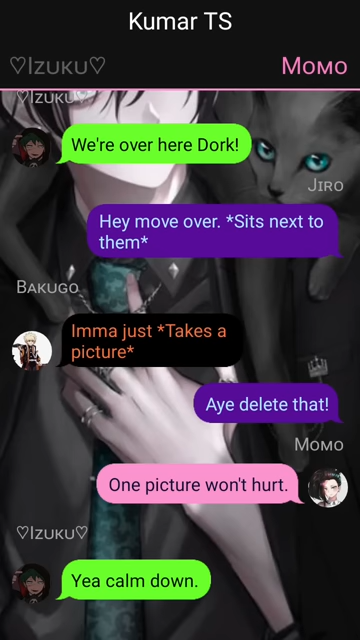 Kumar TS
♡Izuku♡
Momo
♡Izuku♡
We're over here Dork!
Jiro
Hey move over. *Sits next to
them*
Bakugo
Imma just *Takes a
picture*
Aye delete that!
Momo
One picture won't hurt.
♡Izuku♡
Yea calm down.